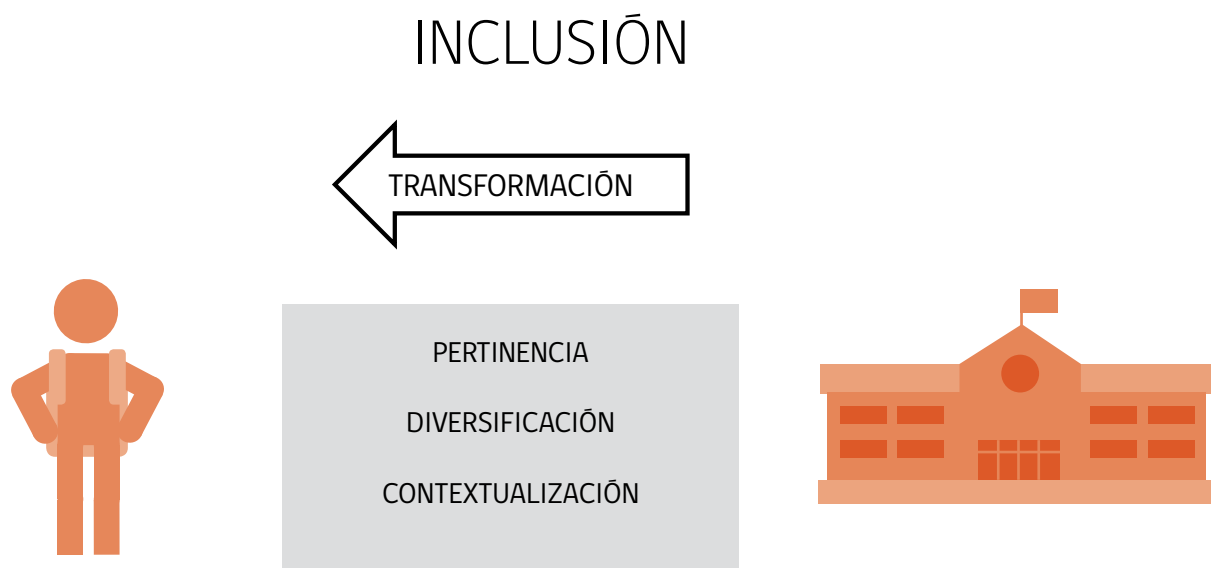 INCLUSIÓN
TRANSFORMACIÓN
PERTINENCIA
DIVERSIFICACIÓN
CONTEXTUALIZACIÓN